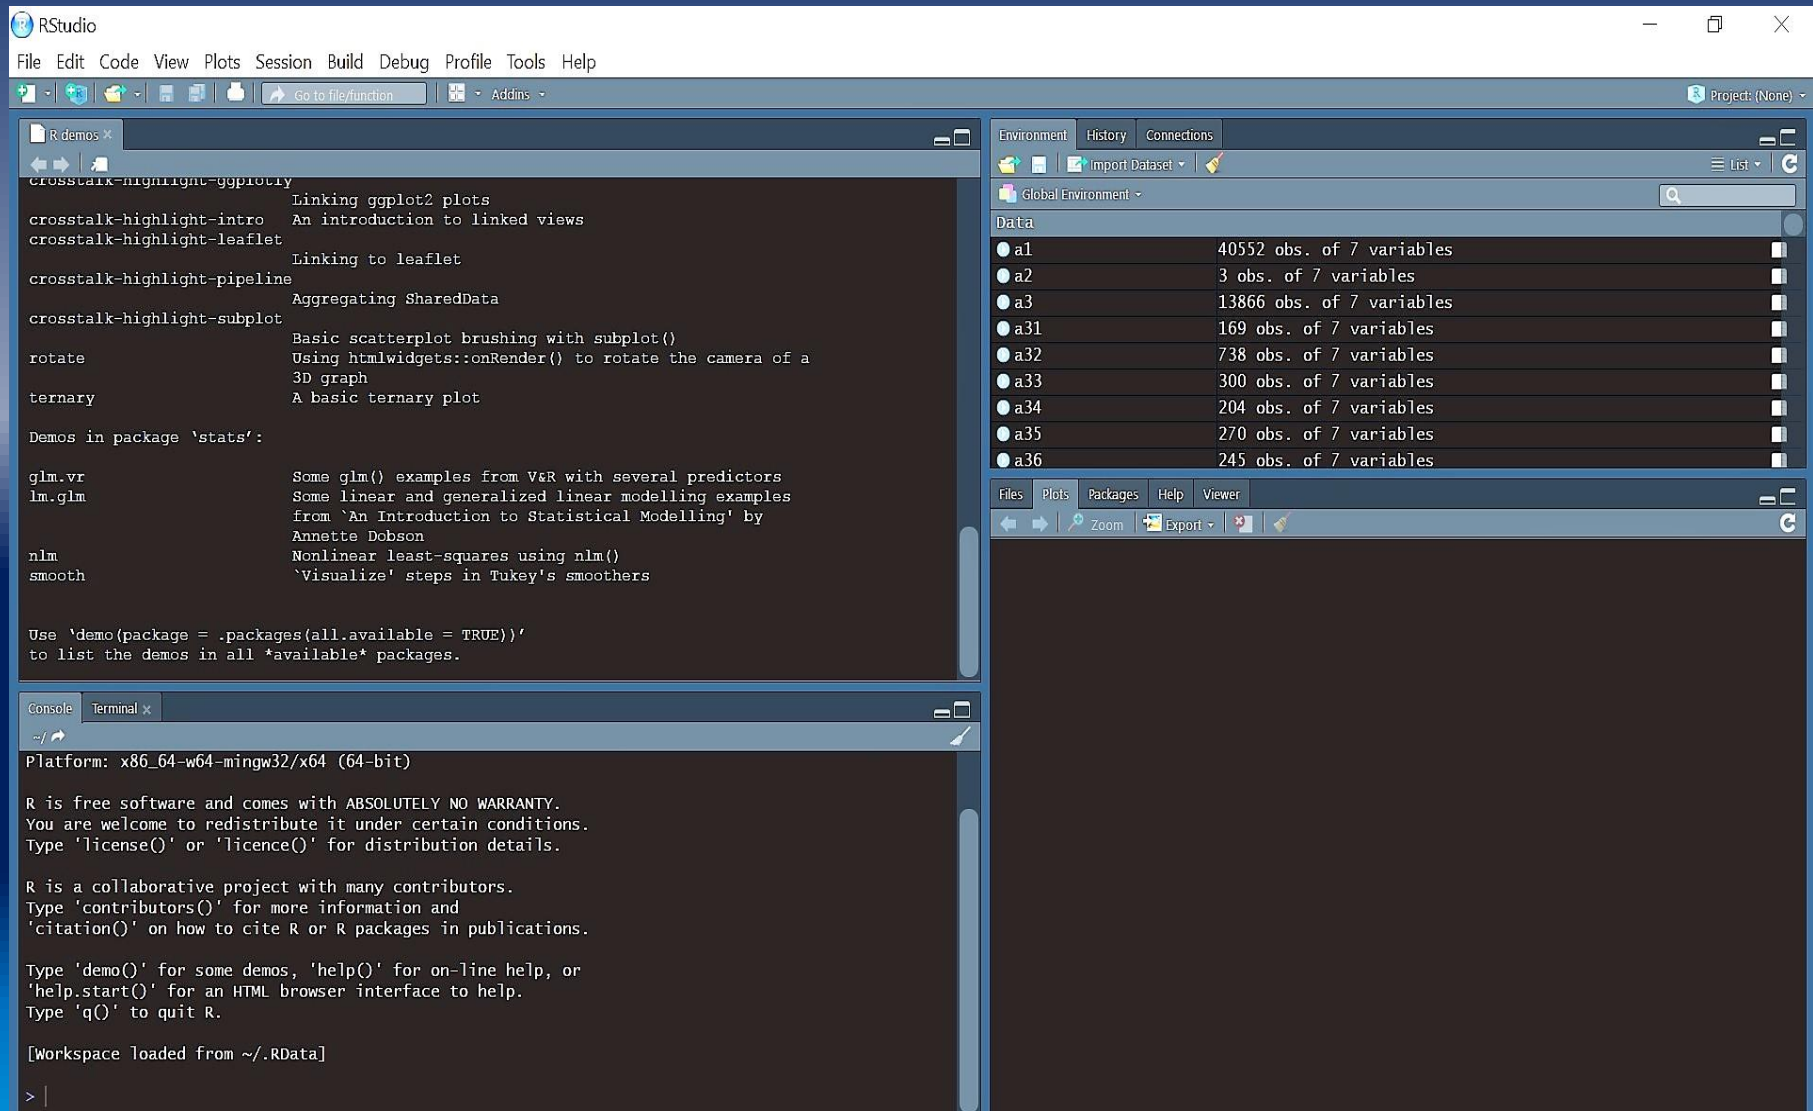 RStudio
File Edit Code View Plots Session Build Debug Profile Tools Help
Go to file/function Addins
Project: (None)
R demos
crosstalk-highlight-ggplotly
Linking ggplot2 plots
crosstalk-highlight-intro An introduction to linked views
crosstalk-highlight-leaflet
Linking to leaflet
crosstalk-highlight-pipeline
Aggregating SharedData
crosstalk-highlight-subplot
Basic scatterplot brushing with subplot()
rotate Using htmlwidgets::onRender() to rotate the camera of a
3D graph
ternary A basic ternary plot
Demos in package ‘stats’:
glm.vr Some glm() examples from V&R with several predictors
lm.glm Some linear and generalized linear modelling examples
from `An Introduction to Statistical Modelling' by
Annette Dobson
nlm Nonlinear least-squares using nlm()
smooth `Visualize' steps in Tukey's smoothers
Use ‘demo(package = .packages(all.available = TRUE))’
to list the demos in all *available* packages.
Console Terminal
~/
Platform: x86_64-w64-mingw32/x64 (64-bit)
R is free software and comes with ABSOLUTELY NO WARRANTY.
You are welcome to redistribute it under certain conditions.
Type 'license()' or 'licence()' for distribution details.
R is a collaborative project with many contributors.
Type 'contributors()' for more information and
'citation()' on how to cite R or R packages in publications.
Type 'demo()' for some demos, 'help()' for on-line help, or
'help.start()' for an HTML browser interface to help.
Type 'q()' to quit R.
[Workspace loaded from ~/.RData]
>
Environment History Connections
Import Dataset List
Global Environment
Data
a1 40552 obs. of 7 variables
a2 3 obs. of 7 variables
a3 13866 obs. of 7 variables
a31 169 obs. of 7 variables
a32 738 obs. of 7 variables
a33 300 obs. of 7 variables
a34 204 obs. of 7 variables
a35 270 obs. of 7 variables
a36 245 obs. of 7 variables
Files Plots Packages Help Viewer
Zoom Export